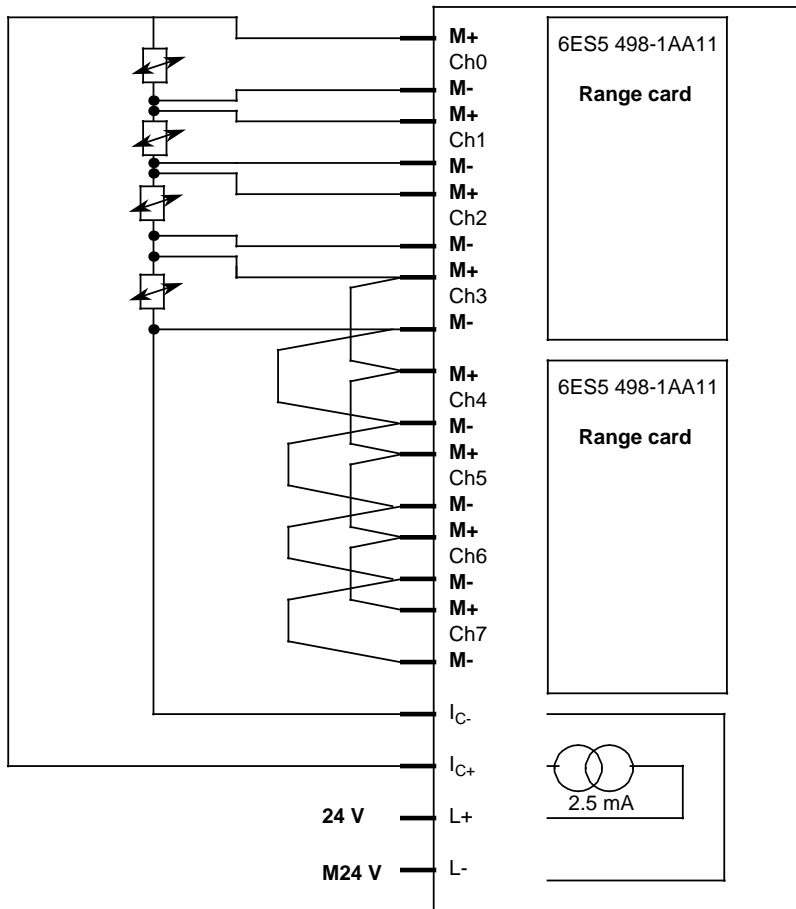 M+
Ch0
M-
M+
Ch1
M-
M+
Ch2
M-
M+
Ch3
M-
M+
Ch4
M-
M+
Ch5
M-
M+
Ch6
M-
M+
Ch7
M-
IC-
IC+
24 V L+
M24 V L-
6ES5 498-1AA11
Range card
6ES5 498-1AA11
Range card
2.5 mA